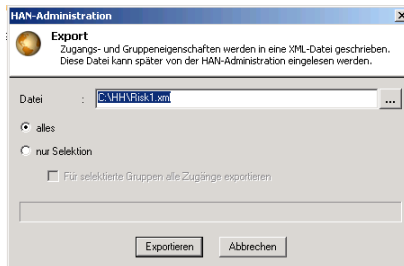 HAN-Administration
Export
Zugangs- und Gruppeneigenschaften werden in eine XML-Datei geschrieben.
Diese Datei kann später von der HAN-Administration eingelesen werden.
Datei : C:\HH\Risk1.xml ...
alles
nur Selektion
Für selektierte Gruppen alle Zugänge exportieren
Exportieren Abbrechen